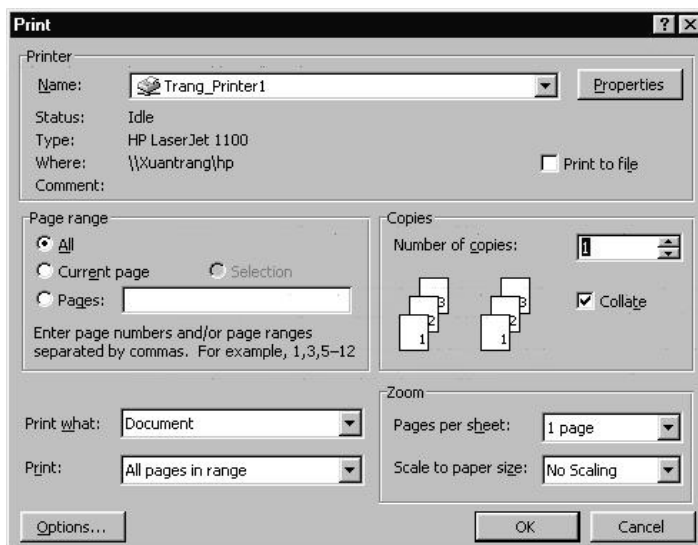 Print
Printer
Name: Trang_Printer1 Properties
Status: Idle
Type: HP LaserJet 1100
Where: \\Xuantrang\hp Print to file
Comment:
Page range
All
Current page Selection
Pages:
Enter page numbers and/or page ranges
separated by commas. For example, 1,3,5–12
Copies
Number of copies: 1
3 3
2 2
1 1
Collate
Print what: Document
Print: All pages in range
Zoom
Pages per sheet: 1 page
Scale to paper size: No Scaling
Options... OK Cancel